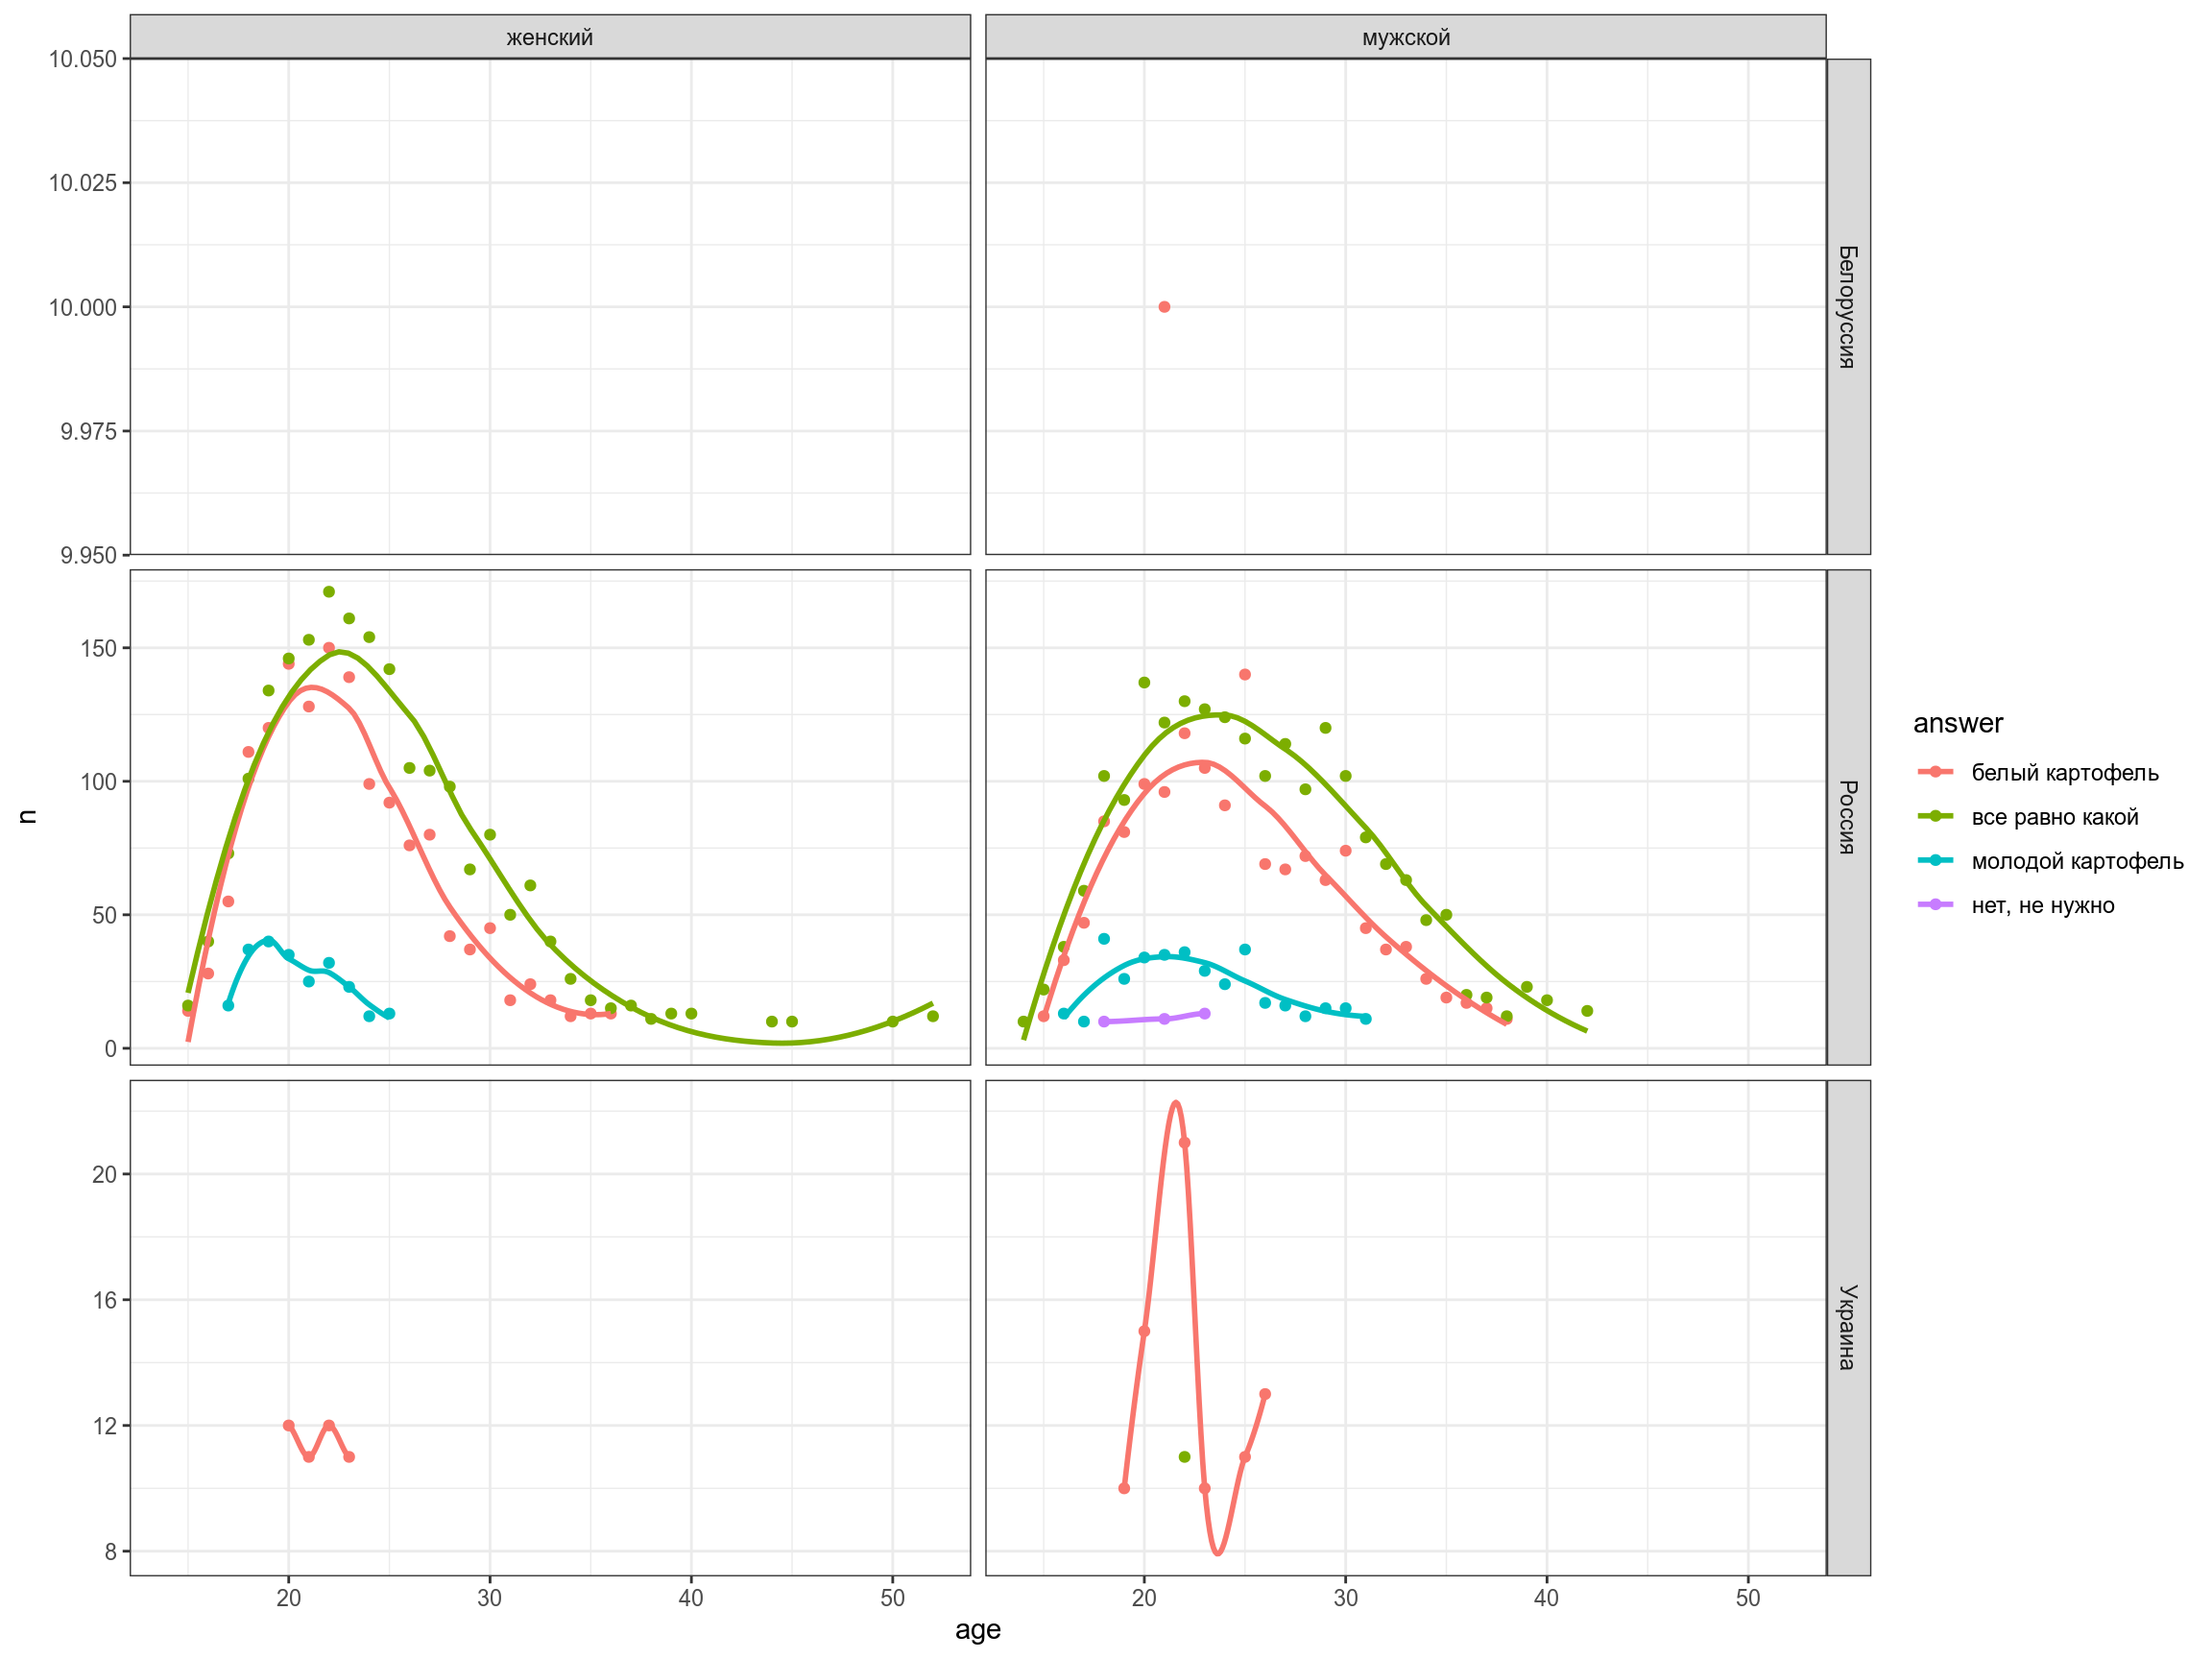 женский
мужской
10.050
10.025
10.000
9.975
9.950
Белоруссия
150
100
50
0
Россия
20
16
12
8
Украина
n
20 30 40 50
20 30 40 50
age
answer
белый картофель
все равно какой
молодой картофель
нет, не нужно